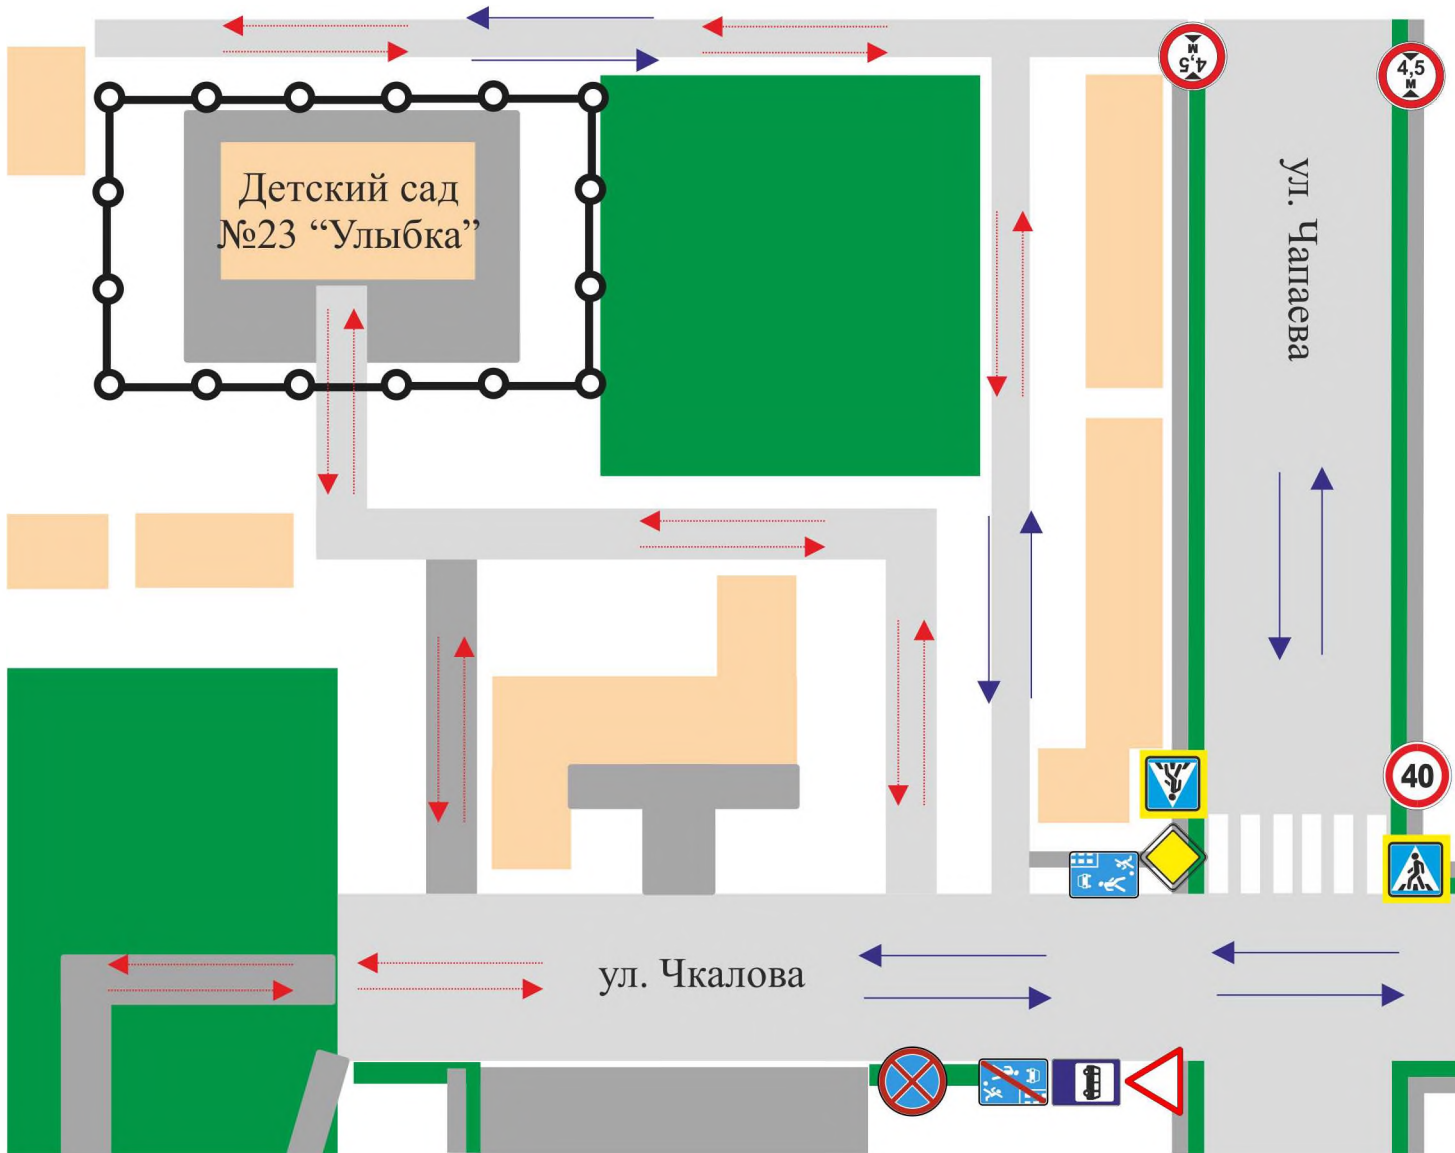 4,5
М
4,5
М
Детский сад
№23 “Улыбка”
ул. Чапаева
40
ул. Чкалова